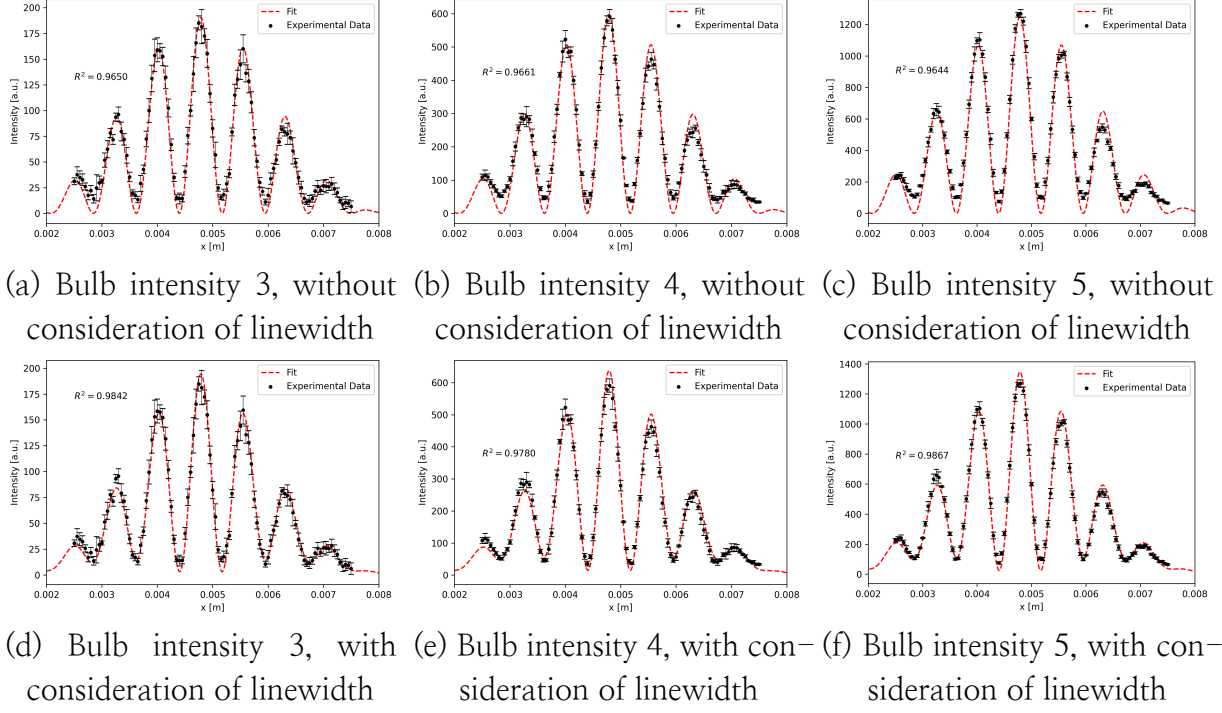 200
175
150
125
100
75
50
25
0
Intensity [a.u.]
R² = 0.9650
Fit
Experimental Data
0.002 0.003 0.004 0.005 0.006 0.007 0.008
x [m]
600
500
400
300
200
100
0
Intensity [a.u.]
R² = 0.9661
Fit
Experimental Data
0.002 0.003 0.004 0.005 0.006 0.007 0.008
x [m]
1200
1000
800
600
400
200
0
Intensity [a.u.]
R² = 0.9644
Fit
Experimental Data
0.002 0.003 0.004 0.005 0.006 0.007 0.008
x [m]
(a) Bulb intensity 3, without
consideration of linewidth
(b) Bulb intensity 4, without
consideration of linewidth
(c) Bulb intensity 5, without
consideration of linewidth
200
175
150
125
100
75
50
25
0
Intensity [a.u.]
R² = 0.9842
Fit
Experimental Data
0.002 0.003 0.004 0.005 0.006 0.007 0.008
x [m]
600
500
400
300
200
100
0
Intensity [a.u.]
R² = 0.9780
Fit
Experimental Data
0.002 0.003 0.004 0.005 0.006 0.007 0.008
x [m]
1400
1200
1000
800
600
400
200
0
Intensity [a.u.]
R² = 0.9867
Fit
Experimental Data
0.002 0.003 0.004 0.005 0.006 0.007 0.008
x [m]
(d) Bulb intensity 3, with
consideration of linewidth
(e) Bulb intensity 4, with con-
sideration of linewidth
(f) Bulb intensity 5, with con-
sideration of linewidth